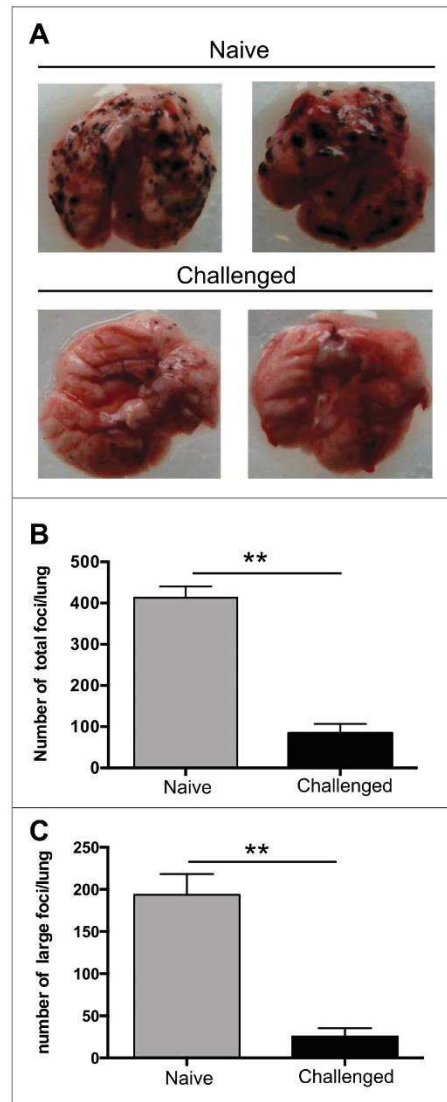 A
Naive
Challenged
B
Number of total foci/lung
500
400
300
200
100
0
**
Naive
Challenged
C
number of large foci/lung
250
200
150
100
50
0
**
Naive
Challenged